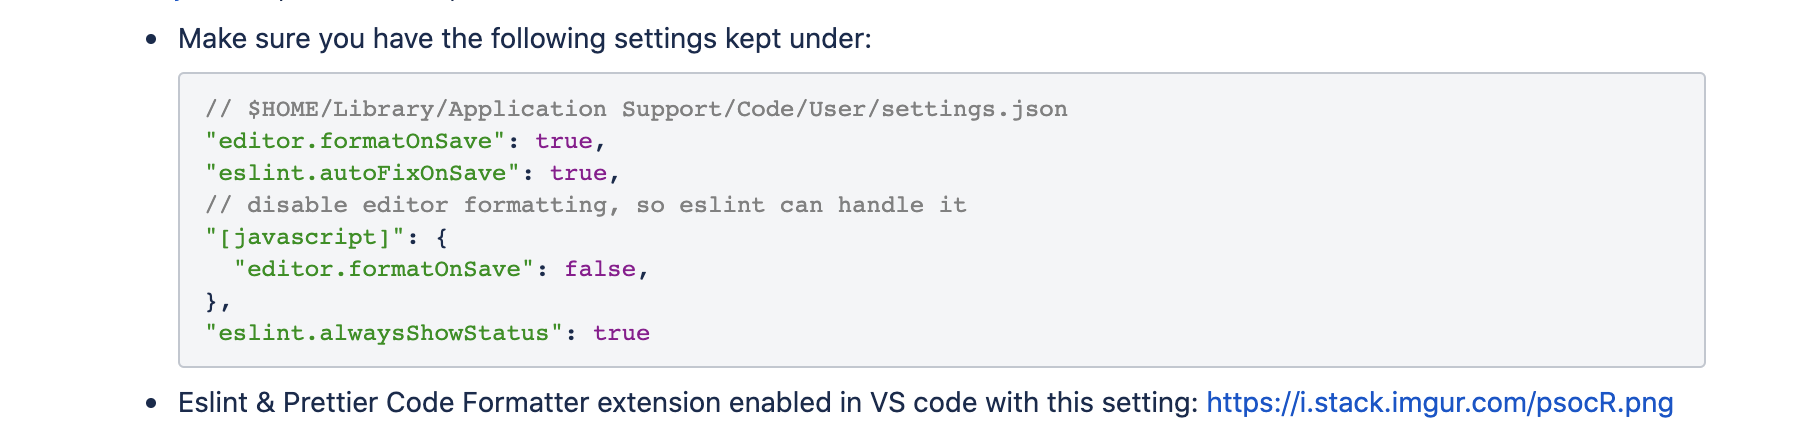 • Make sure you have the following settings kept under:
// $HOME/Library/Application Support/Code/User/settings.json
"editor.formatOnSave": true,
"eslint.autoFixOnSave": true,
// disable editor formatting, so eslint can handle it
"[javascript]": {
  "editor.formatOnSave": false,
},
"eslint.alwaysShowStatus": true
• Eslint & Prettier Code Formatter extension enabled in VS code with this setting: https://i.stack.imgur.com/psocR.png